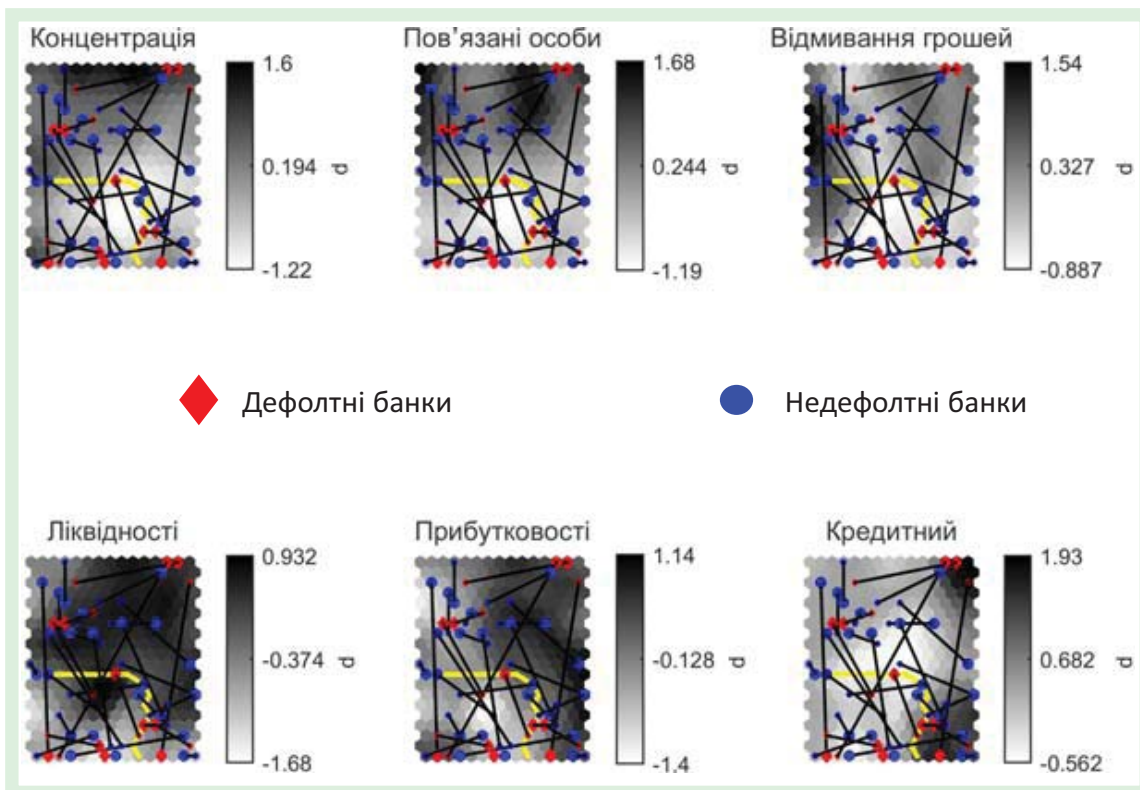 Концентрація
Пов’язані особи
Відмивання грошей
1.6
0.194
d
-1.22
1.68
0.244
d
-1.19
1.54
0.327
d
-0.887
Дефолтні банки
Недефолтні банки
Ліквідності
Прибутковості
Кредитний
0.932
-0.374
d
-1.68
1.14
-0.128
d
-1.4
1.93
0.682
d
-0.562